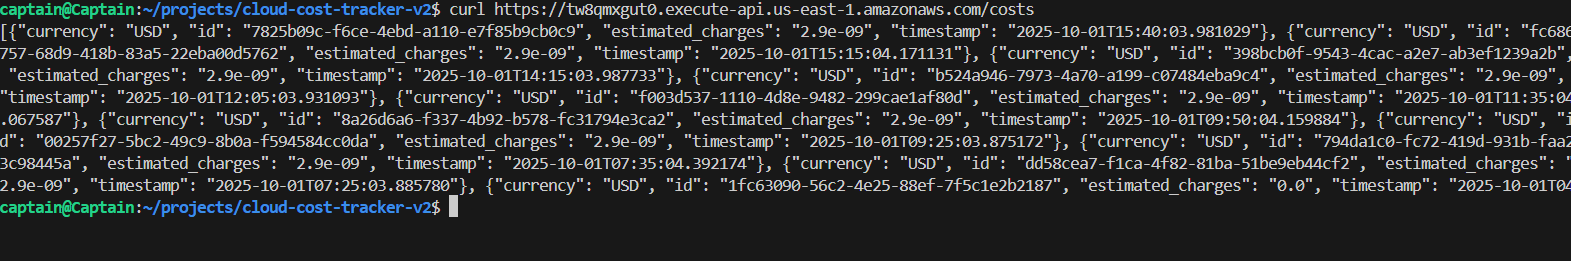 captain@Captain:~/projects/cloud-cost-tracker-v2$ curl https://tw8qmxgut0.execute-api.us-east-1.amazonaws.com/costs
[{"currency": "USD", "id": "7825b09c-f6ce-4ebd-a110-e7f85b9cb0c9", "estimated_charges": "2.9e-09", "timestamp": "2025-10-01T15:40:03.981029"}, {"currency": "USD", "id": "fc686
757-68d9-418b-83a5-22eba00d5762", "estimated_charges": "2.9e-09", "timestamp": "2025-10-01T15:15:04.171131"}, {"currency": "USD", "id": "398bcb0f-9543-4cac-a2e7-ab3ef1239a2b",
"estimated_charges": "2.9e-09", "timestamp": "2025-10-01T14:15:03.987733"}, {"currency": "USD", "id": "b524a946-7973-4a70-a199-c07484eba9c4", "estimated_charges": "2.9e-09",
"timestamp": "2025-10-01T12:05:03.931093"}, {"currency": "USD", "id": "f003d537-1110-4d8e-9482-299cae1af80d", "estimated_charges": "2.9e-09", "timestamp": "2025-10-01T11:35:04
.067587"}, {"currency": "USD", "id": "8a26d6a6-f337-4b92-b578-fc31794e3ca2", "estimated_charges": "2.9e-09", "timestamp": "2025-10-01T09:50:04.159884"}, {"currency": "USD", "i
d": "00257f27-5bc2-49c9-8b0a-f594584cc0da", "estimated_charges": "2.9e-09", "timestamp": "2025-10-01T09:25:03.875172"}, {"currency": "USD", "id": "794da1c0-fc72-419d-931b-faa2
3c98445a", "estimated_charges": "2.9e-09", "timestamp": "2025-10-01T07:35:04.392174"}, {"currency": "USD", "id": "dd58cea7-f1ca-4f82-81ba-51be9eb44cf2", "estimated_charges": "
2.9e-09", "timestamp": "2025-10-01T07:25:03.885780"}, {"currency": "USD", "id": "1fc63090-56c2-4e25-88ef-7f5c1e2b2187", "estimated_charges": "0.0", "timestamp": "2025-10-01T04
captain@Captain:~/projects/cloud-cost-tracker-v2$